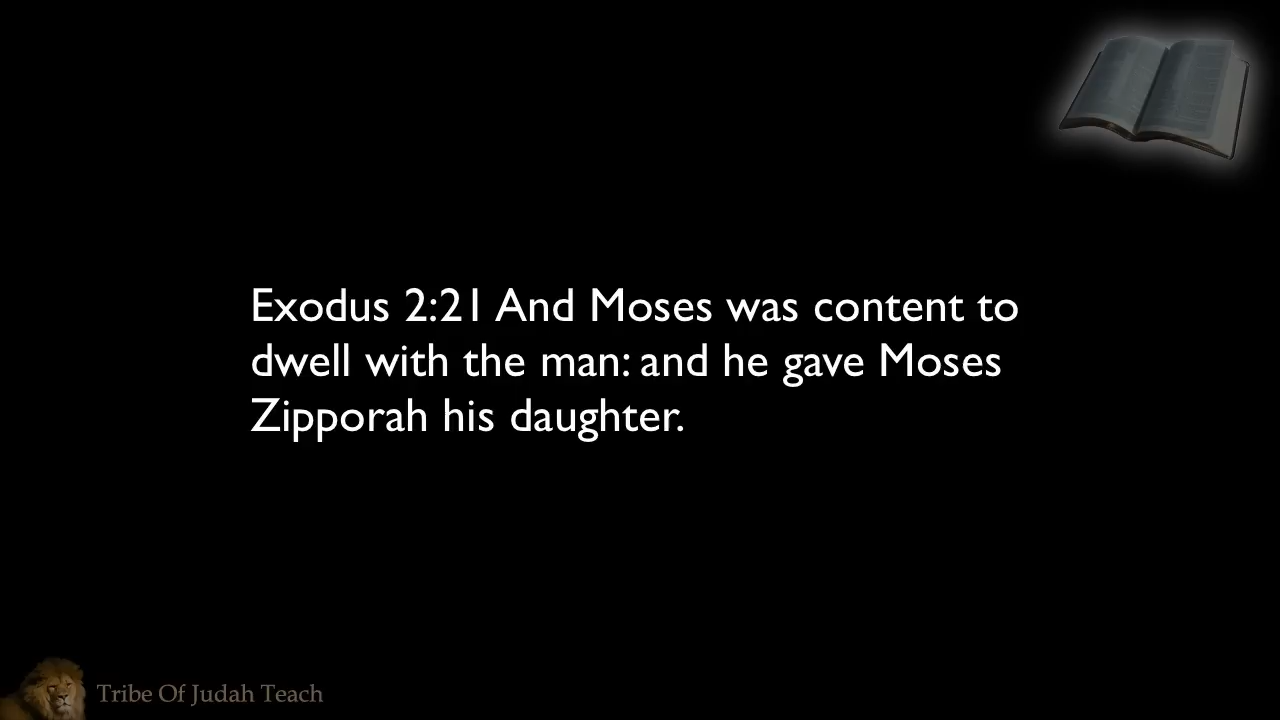 Exodus 2:21 And Moses was content to
dwell with the man: and he gave Moses
Zipporah his daughter.
Tribe Of Judah Teach